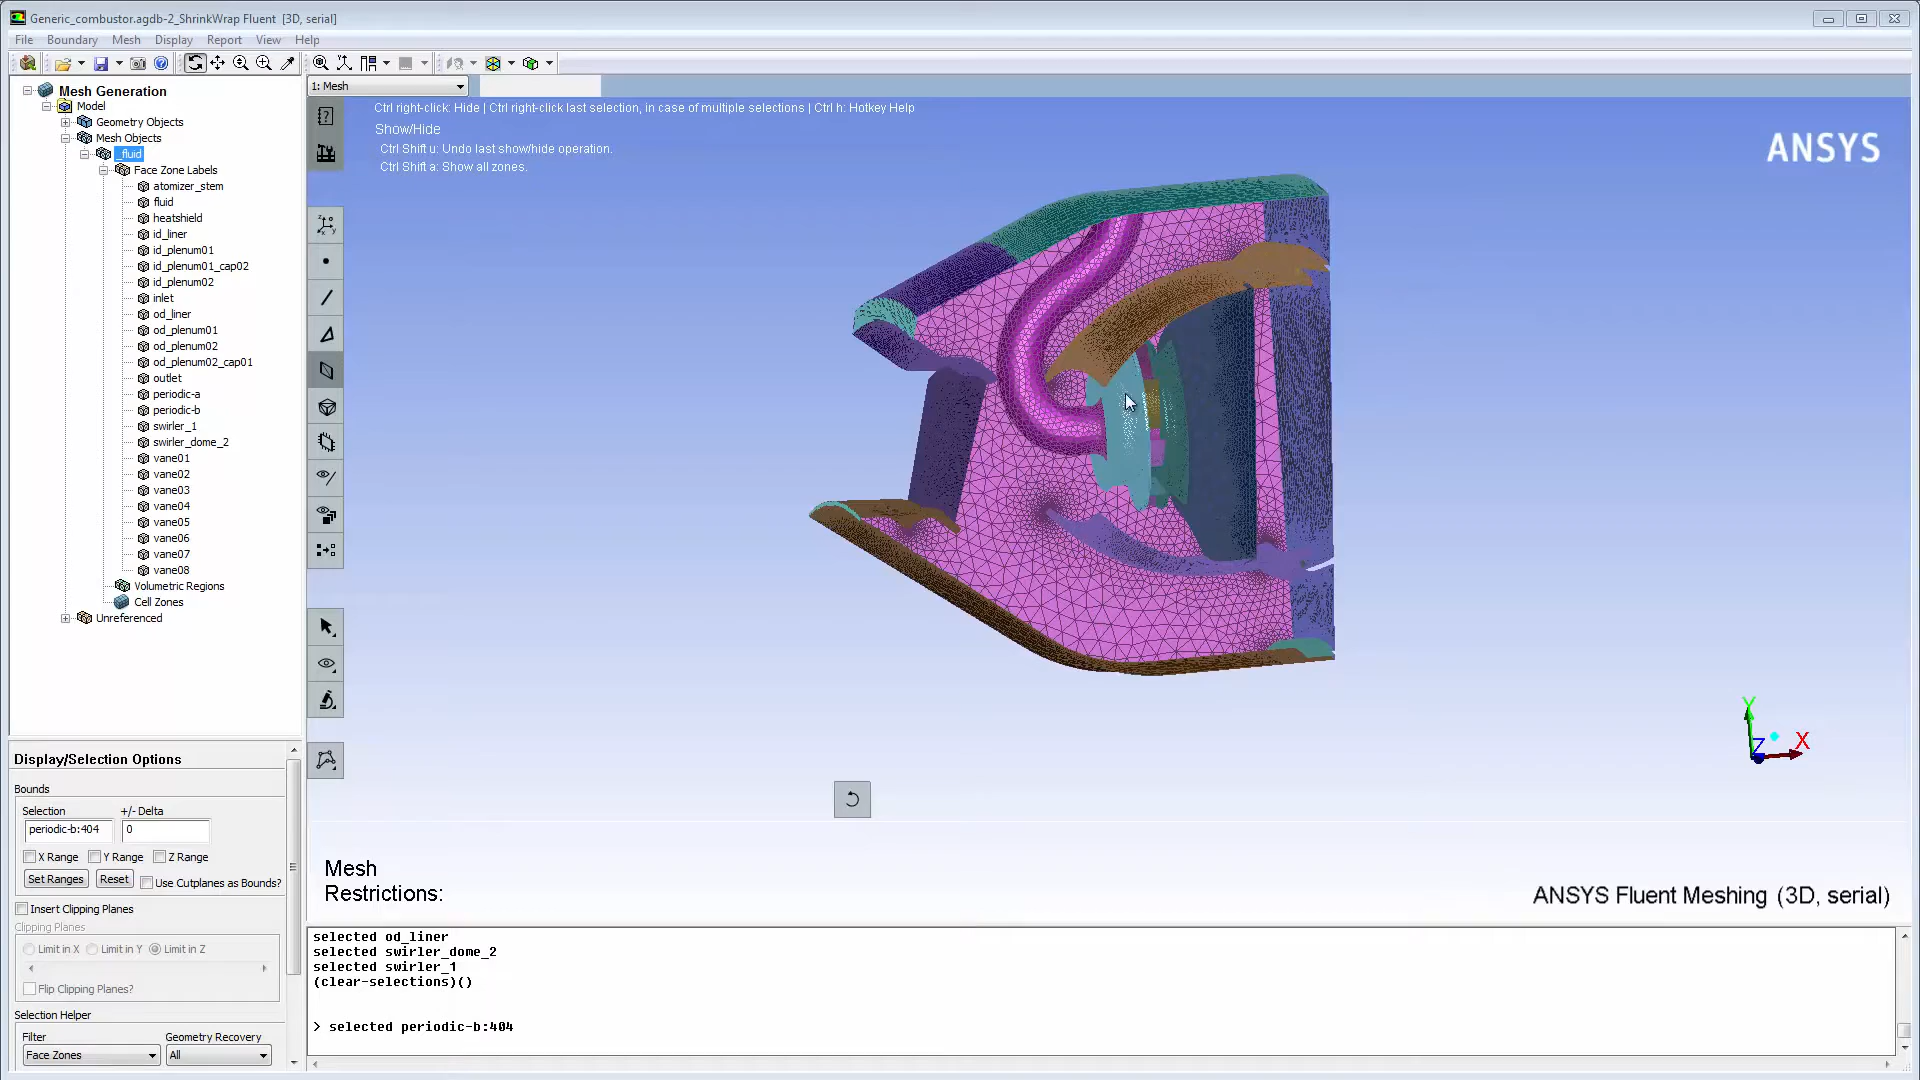 Generic_combustor.agdb-2_ShrinkWrap Fluent [3D, serial]
File Boundary Mesh Display Report View Help
1: Mesh
Mesh Generation
Model
Geometry Objects
Mesh Objects
_fluid
Face Zone Labels
atomizer_stem
fluid
heatshield
id_liner
id_plenum01
id_plenum01_cap02
id_plenum02
inlet
od_liner
od_plenum01
od_plenum02
od_plenum02_cap01
outlet
periodic-a
periodic-b
swirler_1
swirler_dome_2
vane01
vane02
vane03
vane04
vane05
vane06
vane07
vane08
Volumetric Regions
Cell Zones
Unreferenced
Ctrl right-click: Hide | Ctrl right-click last selection, in case of multiple selections | Ctrl h: Hotkey Help
Show/Hide
Ctrl Shift u: Undo last show/hide operation.
Ctrl Shift a: Show all zones.
ANSYS
Y
Z
X
Mesh
Restrictions:
ANSYS Fluent Meshing (3D, serial)
Display/Selection Options
Bounds
Selection +/- Delta
periodic-b:404 0
X Range Y Range Z Range
Set Ranges Reset Use Cutplanes as Bounds?
Insert Clipping Planes
Clipping Planes
Limit in X Limit in Y Limit in Z
Flip Clipping Planes?
Selection Helper
Filter Geometry Recovery
Face Zones All
selected od_liner
selected swirler_dome_2
selected swirler_1
(clear-selections)()
> selected periodic-b:404